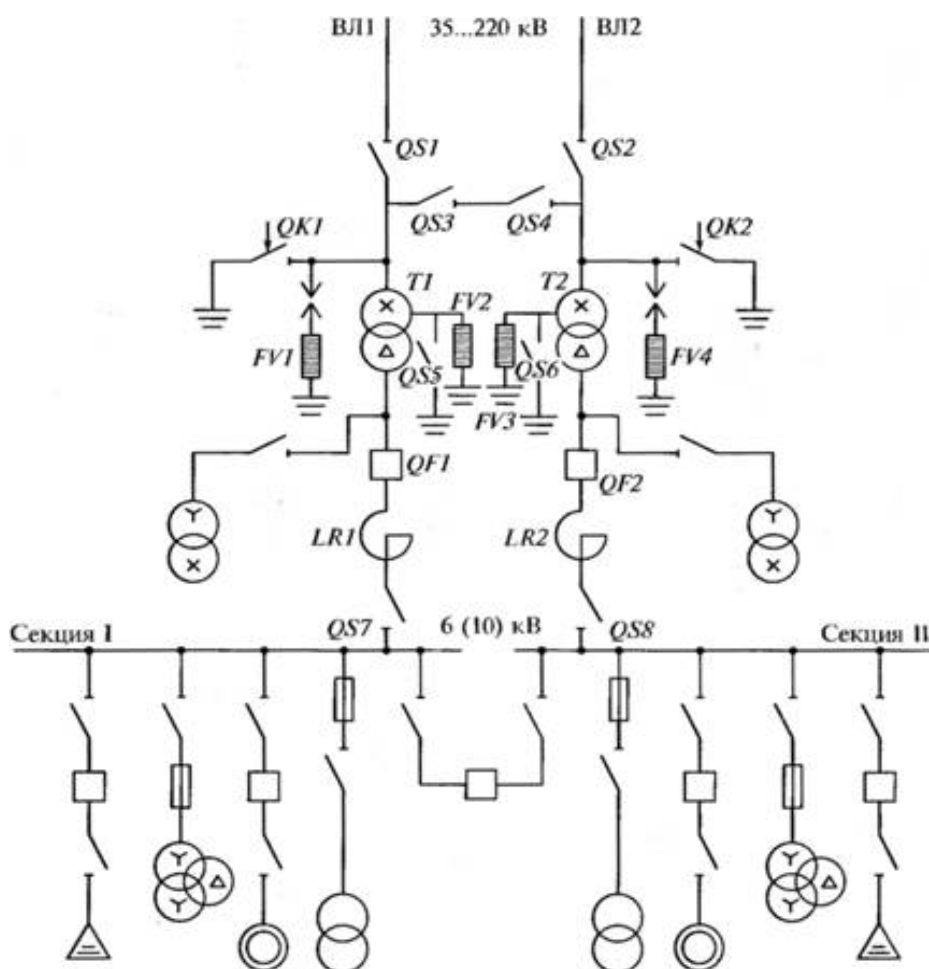 ВЛ1 35...220 кВ ВЛ2
QS1 QS2
QS3 QS4
QK1 QK2
T1 T2
FV2
FV1 QS5 QS6 FV4
FV3
QF1 QF2
LR1 LR2
Секция I QS7 6 (10) кВ QS8 Секция II